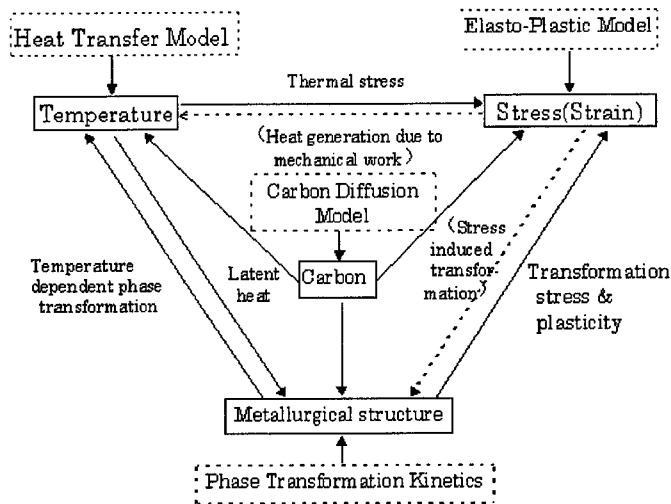 Heat Transfer Model
Elasto-Plastic Model
Thermal stress
Temperature
Stress(Strain)
(Heat generation due to
mechanical work)
Carbon Diffusion
Model
(Stress
induced
transfor-
mation)
Temperature
dependent phase
transformation
Latent
heat
Carbon
Transformation
stress &
plasticity
Metallurgical structure
Phase Transformation Kinetics